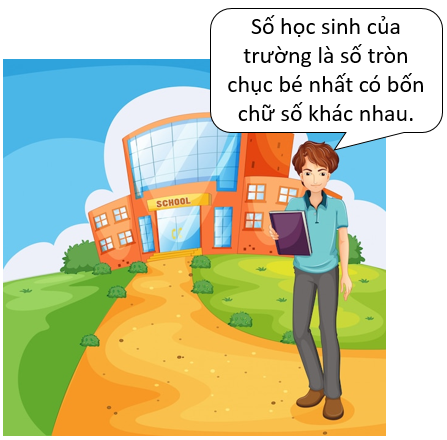 Số học sinh của
trường là số tròn
chục bé nhất có bốn
chữ số khác nhau.
SCHOOL